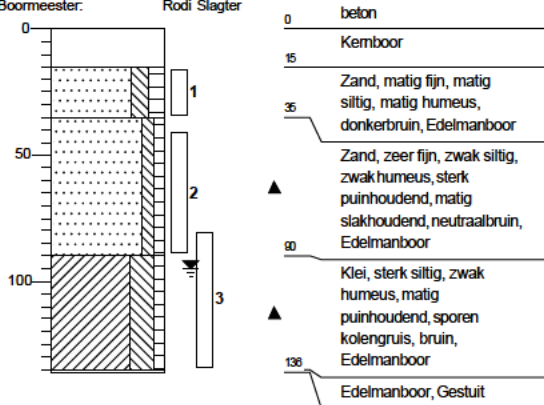 Boormeester: Rodi Slagter
0
50
100
1
2
3
0
beton
Kernboor
15
Zand, matig fijn, matig
siltig, matig humeus,
donkerbruin, Edelmanboor
35
Zand, zeer fijn, zwak siltig,
zwak humeus, sterk
puinhoudend, matig
slakhoudend, neutraalbruin,
Edelmanboor
90
Klei, sterk siltig, zwak
humeus, matig
puinhoudend, sporen
kolengruis, bruin,
Edelmanboor
136
Edelmanboor, Gestuit